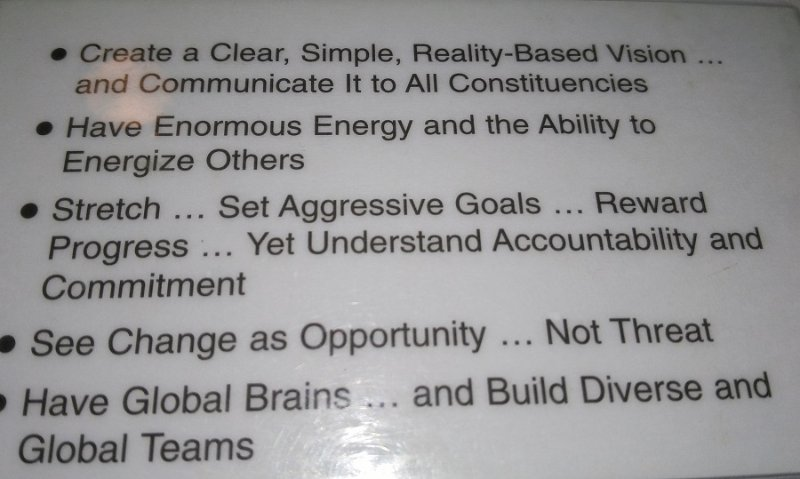 • Create a Clear, Simple, Reality-Based Vision ...
and Communicate It to All Constituencies
• Have Enormous Energy and the Ability to
Energize Others
• Stretch ... Set Aggressive Goals ... Reward
Progress ... Yet Understand Accountability and
Commitment
• See Change as Opportunity ... Not Threat
• Have Global Brains ... and Build Diverse and
Global Teams